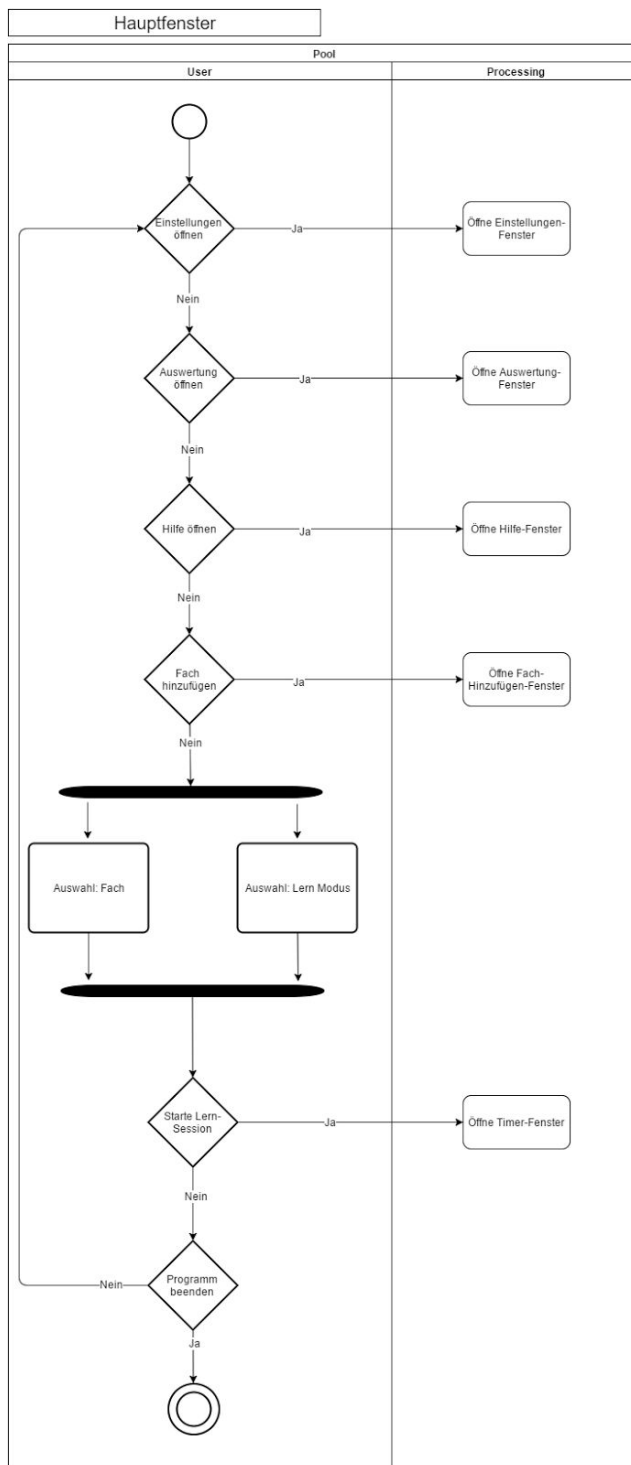 Hauptfenster
Pool
User
Processing
Einstellungen
öffnen
Ja
Öffne Einstellungen-
Fenster
Nein
Auswertung
öffnen
Ja
Öffne Auswertung-
Fenster
Nein
Hilfe öffnen
Ja
Öffne Hilfe-Fenster
Nein
Fach
hinzufügen
Ja
Öffne Fach-
Hinzufügen-Fenster
Nein
Auswahl: Fach
Auswahl: Lern Modus
Starte Lern-
Session
Ja
Öffne Timer-Fenster
Nein
Nein
Programm
beenden
Ja